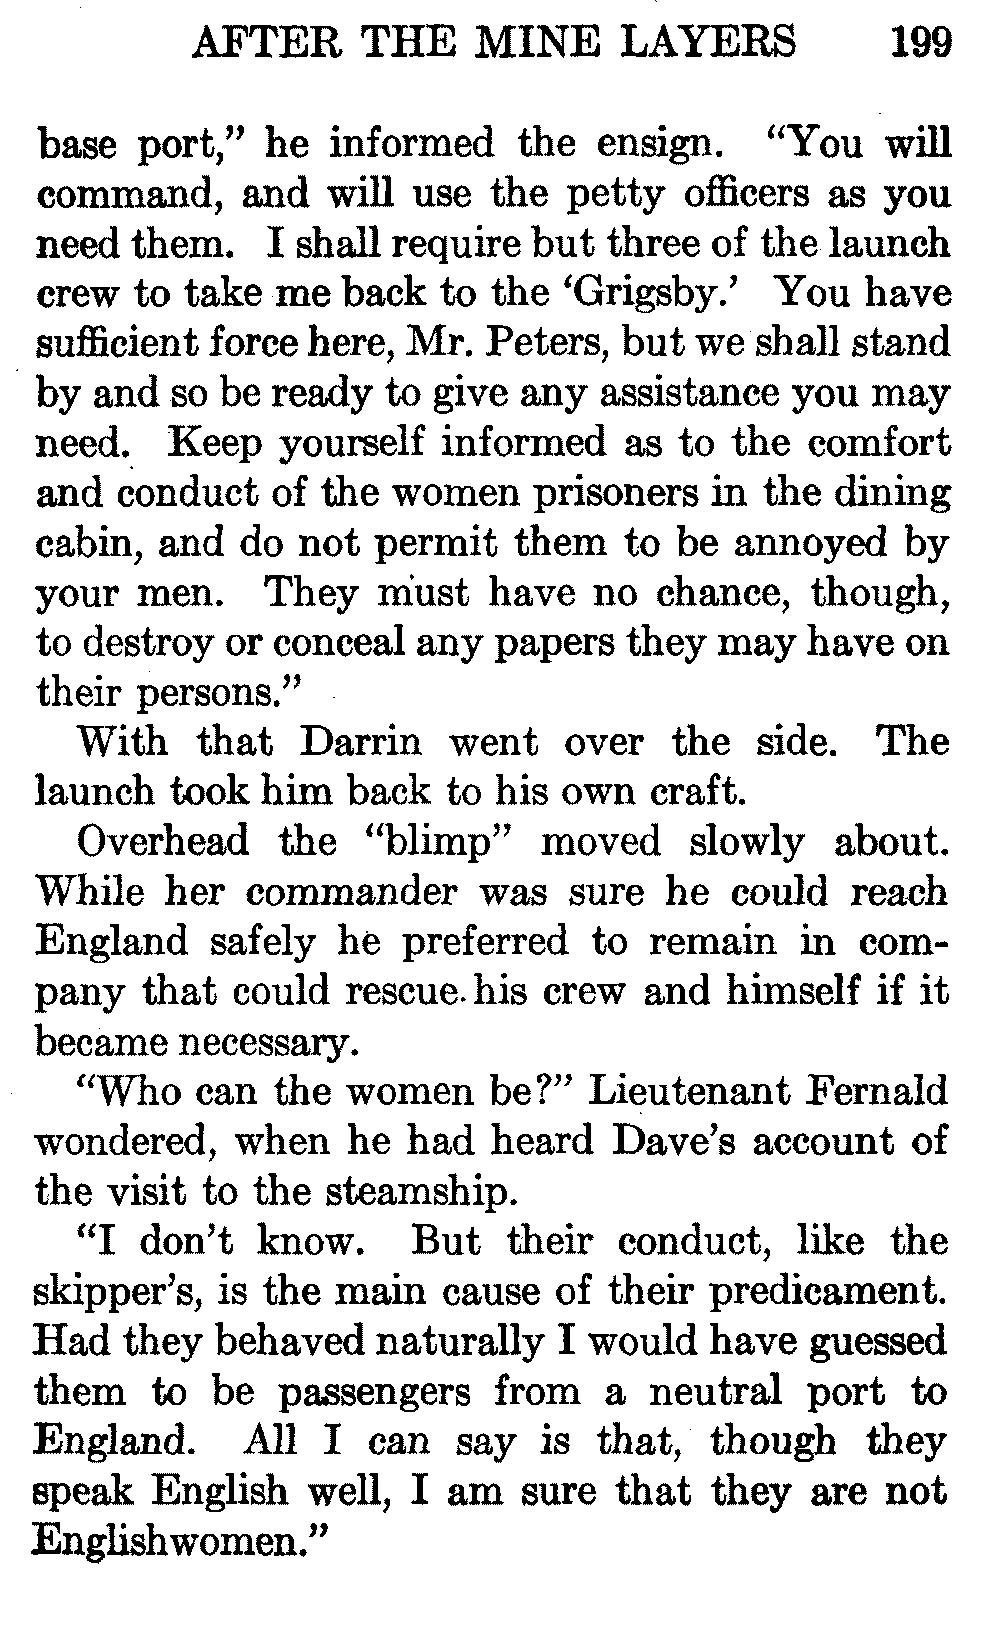 AFTER THE MINE LAYERS 199
base port," he informed the ensign. "You will
command, and will use the petty officers as you
need them. I shall require but three of the launch
crew to take me back to the 'Grigsby.' You have
sufficient force here, Mr. Peters, but we shall stand
by and so be ready to give any assistance you may
need. Keep yourself informed as to the comfort
and conduct of the women prisoners in the dining
cabin, and do not permit them to be annoyed by
your men. They must have no chance, though,
to destroy or conceal any papers they may have on
their persons."
With that Darrin went over the side. The
launch took him back to his own craft.
Overhead the "blimp" moved slowly about.
While her commander was sure he could reach
England safely he preferred to remain in com-
pany that could rescue his crew and himself if it
became necessary.
"Who can the women be?" Lieutenant Fernald
wondered, when he had heard Dave's account of
the visit to the steamship.
"I don't know. But their conduct, like the
skipper's, is the main cause of their predicament.
Had they behaved naturally I would have guessed
them to be passengers from a neutral port to
England. All I can say is that, though they
speak English well, I am sure that they are not
Englishwomen."